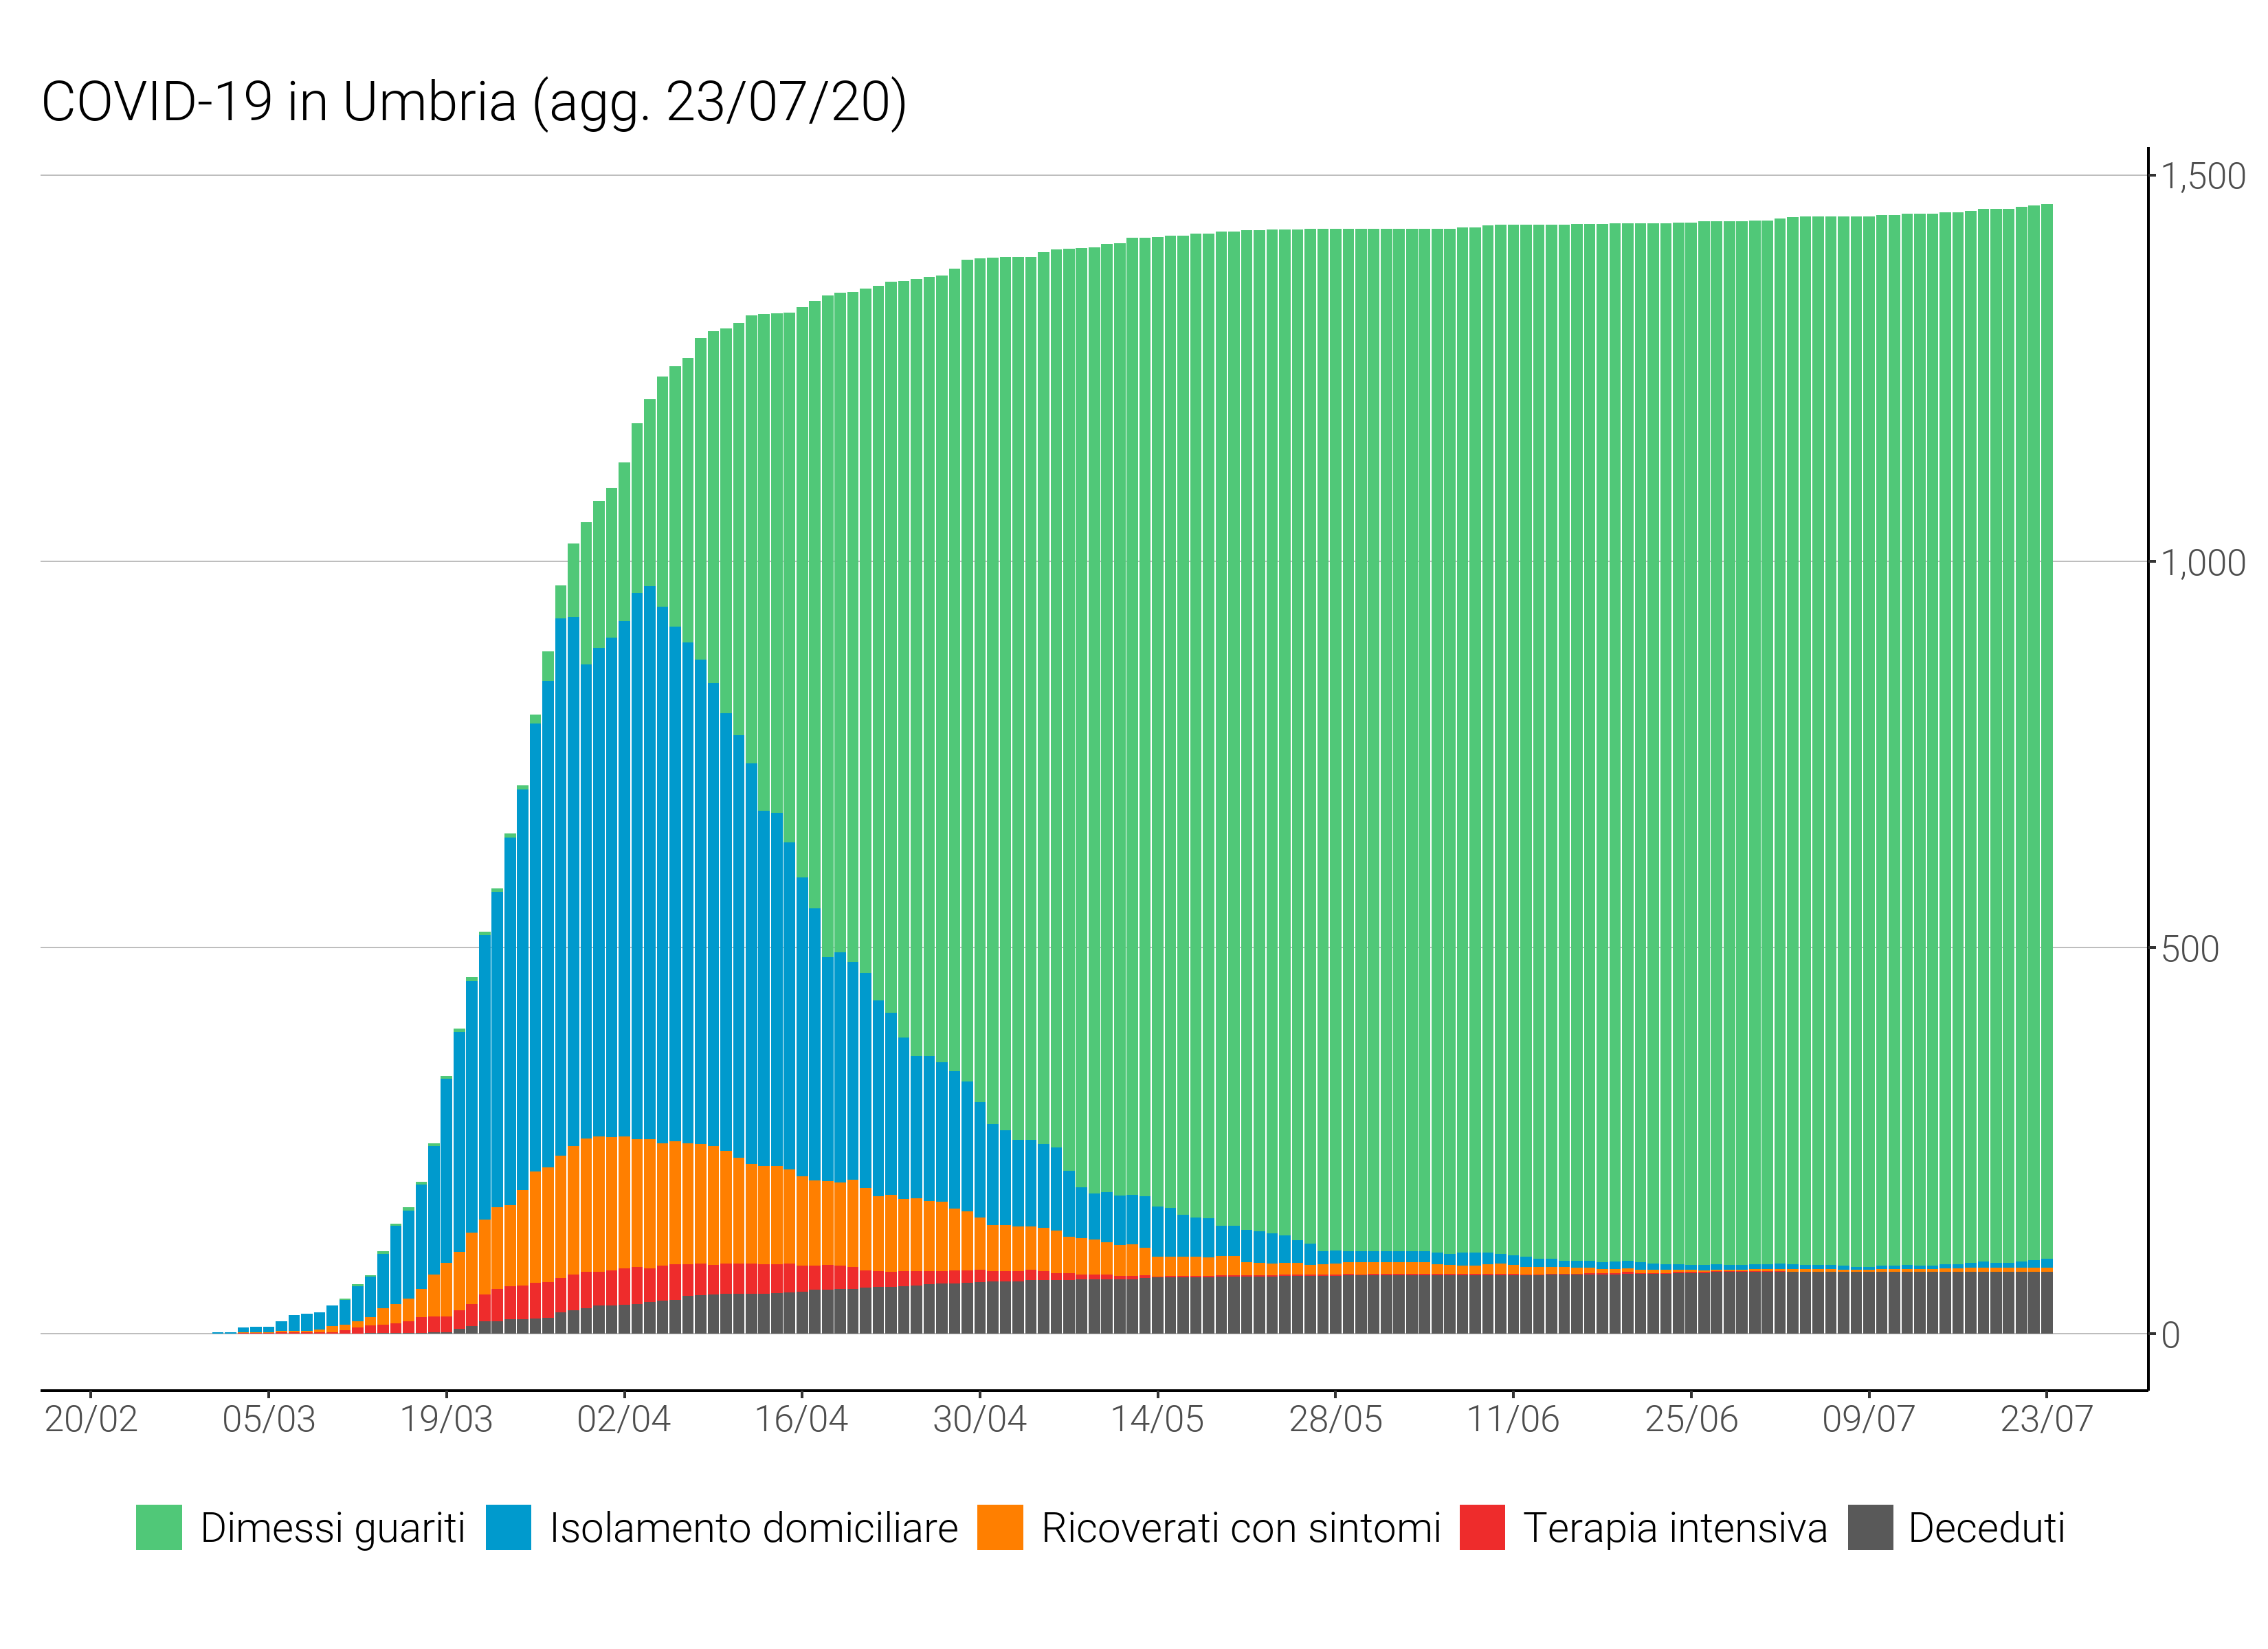 COVID-19 in Umbria (agg. 23/07/20)
1,500
1,000
500
0
20/02 05/03 19/03 02/04 16/04 30/04 14/05 28/05 11/06 25/06 09/07 23/07
Dimessi guariti Isolamento domiciliare Ricoverati con sintomi Terapia intensiva Deceduti